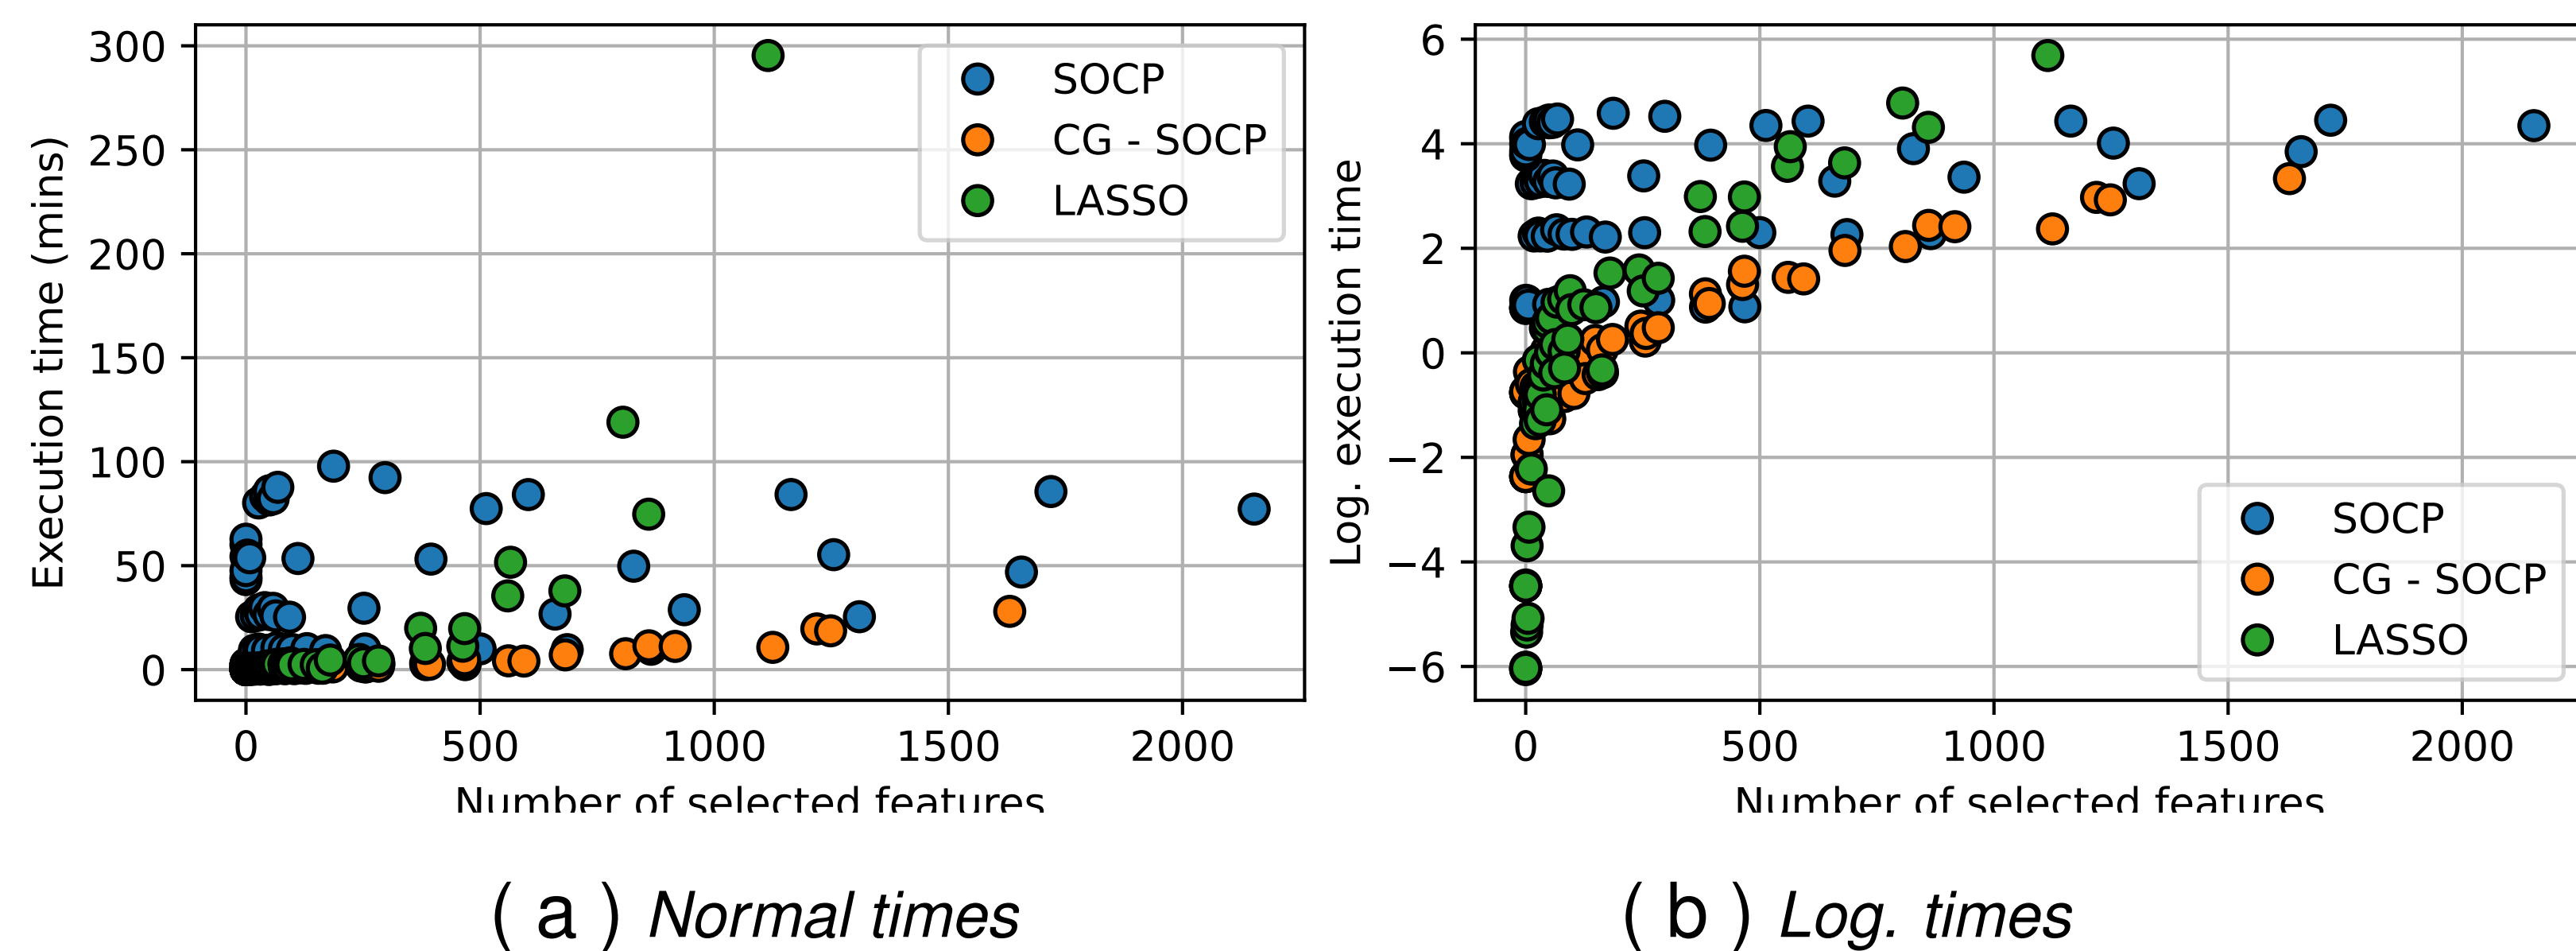 Execution time (mins)
300
250
200
150
100
50
0
0 500 1000 1500 2000
Number of selected features
SOCP
CG - SOCP
LASSO
( a ) Normal times
Log. execution time
6
4
2
0
−2
−4
−6
0 500 1000 1500 2000
Number of selected features
SOCP
CG - SOCP
LASSO
( b ) Log. times